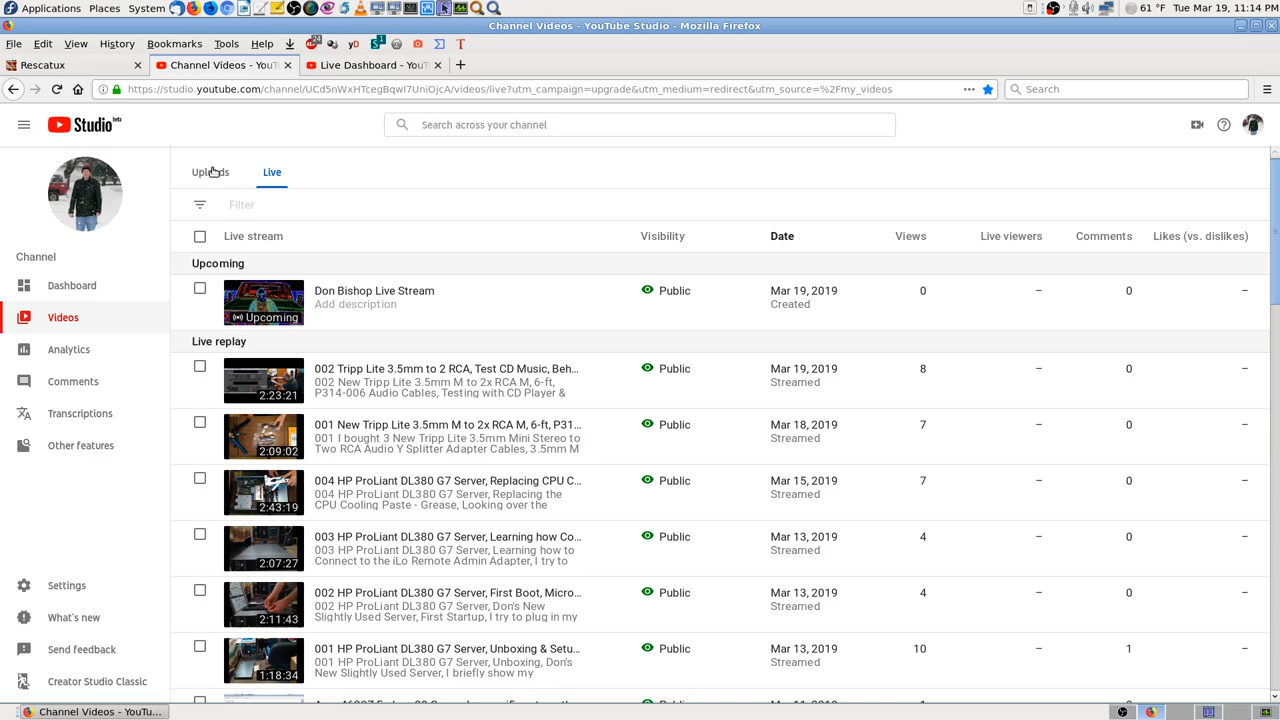 Applications Places System 61 °F Tue Mar 19, 11:14 PM
Channel Videos - YouTube Studio - Mozilla Firefox
File Edit View History Bookmarks Tools Help 24 yD 1 T
Rescatux Channel Videos - YouT Live Dashboard - YouT
https://studio.youtube.com/channel/UCd5nWxHTcegBqwI7UniOjcA/videos/live?utm_campaign=upgrade&utm_medium=redirect&utm_source=%2Fmy_videos Search
Studio beta Search across your channel
Uploads Live
Filter
Live stream Visibility Date Views Live viewers Comments Likes (vs. dislikes)
Channel
Dashboard
Videos
Analytics
Comments
Transcriptions
Other features
Settings
What's new
Send feedback
Creator Studio Classic
Upcoming
Don Bishop Live Stream Public Mar 19, 2019 0 – 0 –
Add description Created
Upcoming
Live replay
002 Tripp Lite 3.5mm to 2 RCA, Test CD Music, Beh... Public Mar 19, 2019 8 – 0 –
002 New Tripp Lite 3.5mm M to 2x RCA M, 6-ft, Streamed
P314-006 Audio Cables, Testing with CD Player &
2:23:21
001 New Tripp Lite 3.5mm M to 2x RCA M, 6-ft, P31... Public Mar 18, 2019 7 – 0 –
001 I bought 3 New Tripp Lite 3.5mm Mini Stereo to Streamed
Two RCA Audio Y Splitter Adapter Cables, 3.5mm M
2:09:02
004 HP ProLiant DL380 G7 Server, Replacing CPU C... Public Mar 15, 2019 7 – 0 –
004 HP ProLiant DL380 G7 Server, Replacing the Streamed
CPU Cooling Paste - Grease, Looking over the
2:43:19
003 HP ProLiant DL380 G7 Server, Learning how Co... Public Mar 13, 2019 4 – 0 –
003 HP ProLiant DL380 G7 Server, Learning how to Streamed
Connect to the iLo Remote Admin Adapter, I try to
2:07:27
002 HP ProLiant DL380 G7 Server, First Boot, Micro... Public Mar 13, 2019 4 – 0 –
002 HP ProLiant DL380 G7 Server, Don's New Streamed
Slightly Used Server, First Startup, I try to plug my
2:11:43
001 HP ProLiant DL380 G7 Server, Unboxing & Setu... Public Mar 13, 2019 10 – 1 –
001 HP ProLiant DL380 G7 Server, Unboxing, Don's Streamed
New Slightly Used Server, I briefly show my
1:18:34
Channel Videos - YouTu...